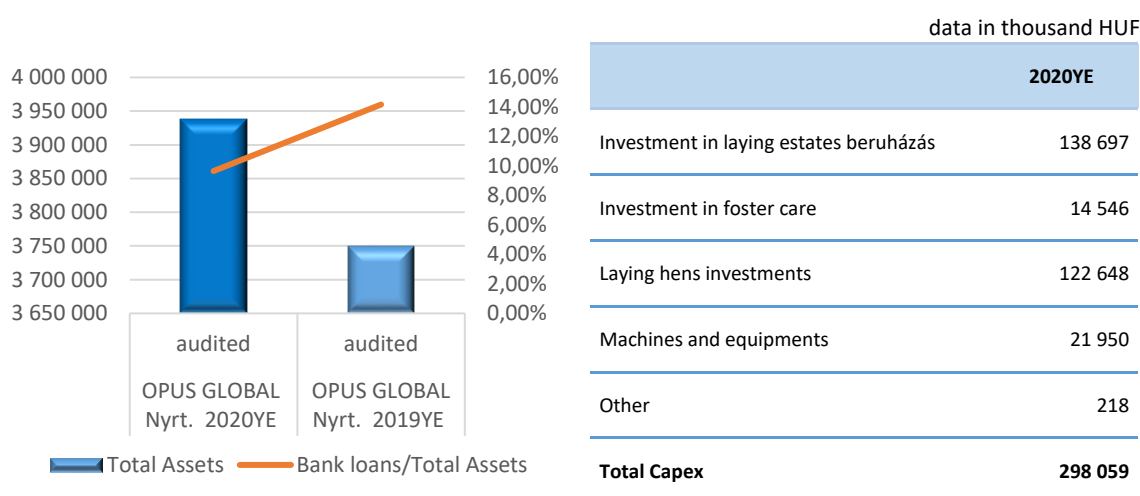 data in thousand HUF
4 000 000
3 950 000
3 900 000
3 850 000
3 800 000
3 750 000
3 700 000
3 650 000
16,00%
14,00%
12,00%
10,00%
8,00%
6,00%
4,00%
2,00%
0,00%
audited audited
OPUS GLOBAL OPUS GLOBAL
Nyrt. 2020YE Nyrt. 2019YE
Total Assets Bank loans/Total Assets
2020YE
Investment in laying estates beruházás 138 697
Investment in foster care 14 546
Laying hens investments 122 648
Machines and equipments 21 950
Other 218
Total Capex 298 059